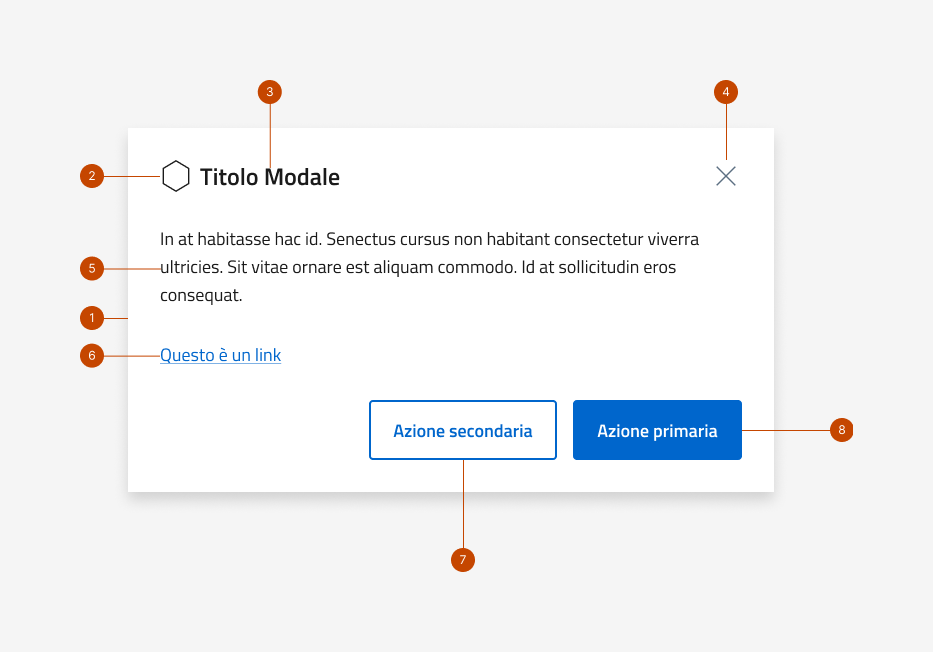 3
4
2
Titolo Modale
In at habitasse hac id. Senectus cursus non habitant consectetur viverra
5
ultricies. Sit vitae ornare est aliquam commodo. Id at sollicitudin eros
consequat.
1
6
Questo è un link
Azione secondaria
Azione primaria
8
7